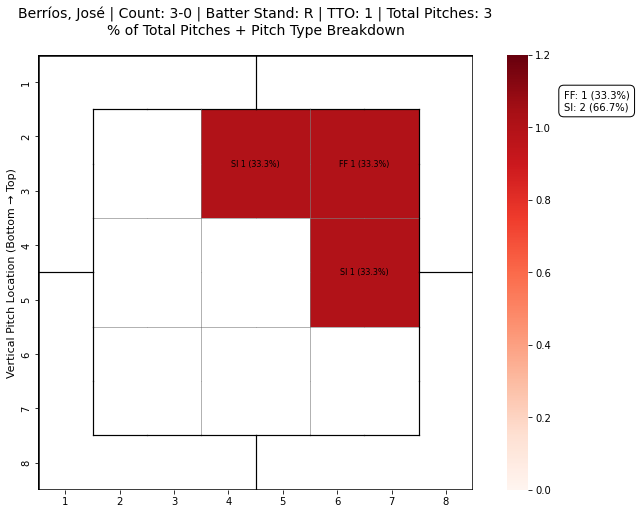 Berríos, José | Count: 3-0 | Batter Stand: R | TTO: 1 | Total Pitches: 3
% of Total Pitches + Pitch Type Breakdown
Vertical Pitch Location (Bottom → Top)
1
2
3
4
5
6
7
8
SI 1 (33.3%)
FF 1 (33.3%)
SI 1 (33.3%)
1
2
3
4
5
6
7
8
1.2
1.0
0.8
0.6
0.4
0.2
0.0
FF: 1 (33.3%)
SI: 2 (66.7%)